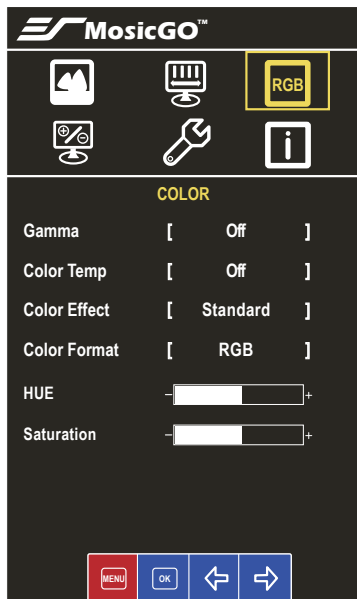 MosicGO™
RGB
i
COLOR
Gamma [ Off ]
Color Temp [ Off ]
Color Effect [ Standard ]
Color Format [ RGB ]
HUE - +
Saturation - +
MENU OK